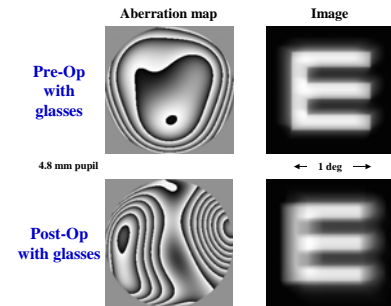 Aberration map Image
Pre-Op
with
glasses
4.8 mm pupil 1 deg
Post-Op
with glasses
E
E